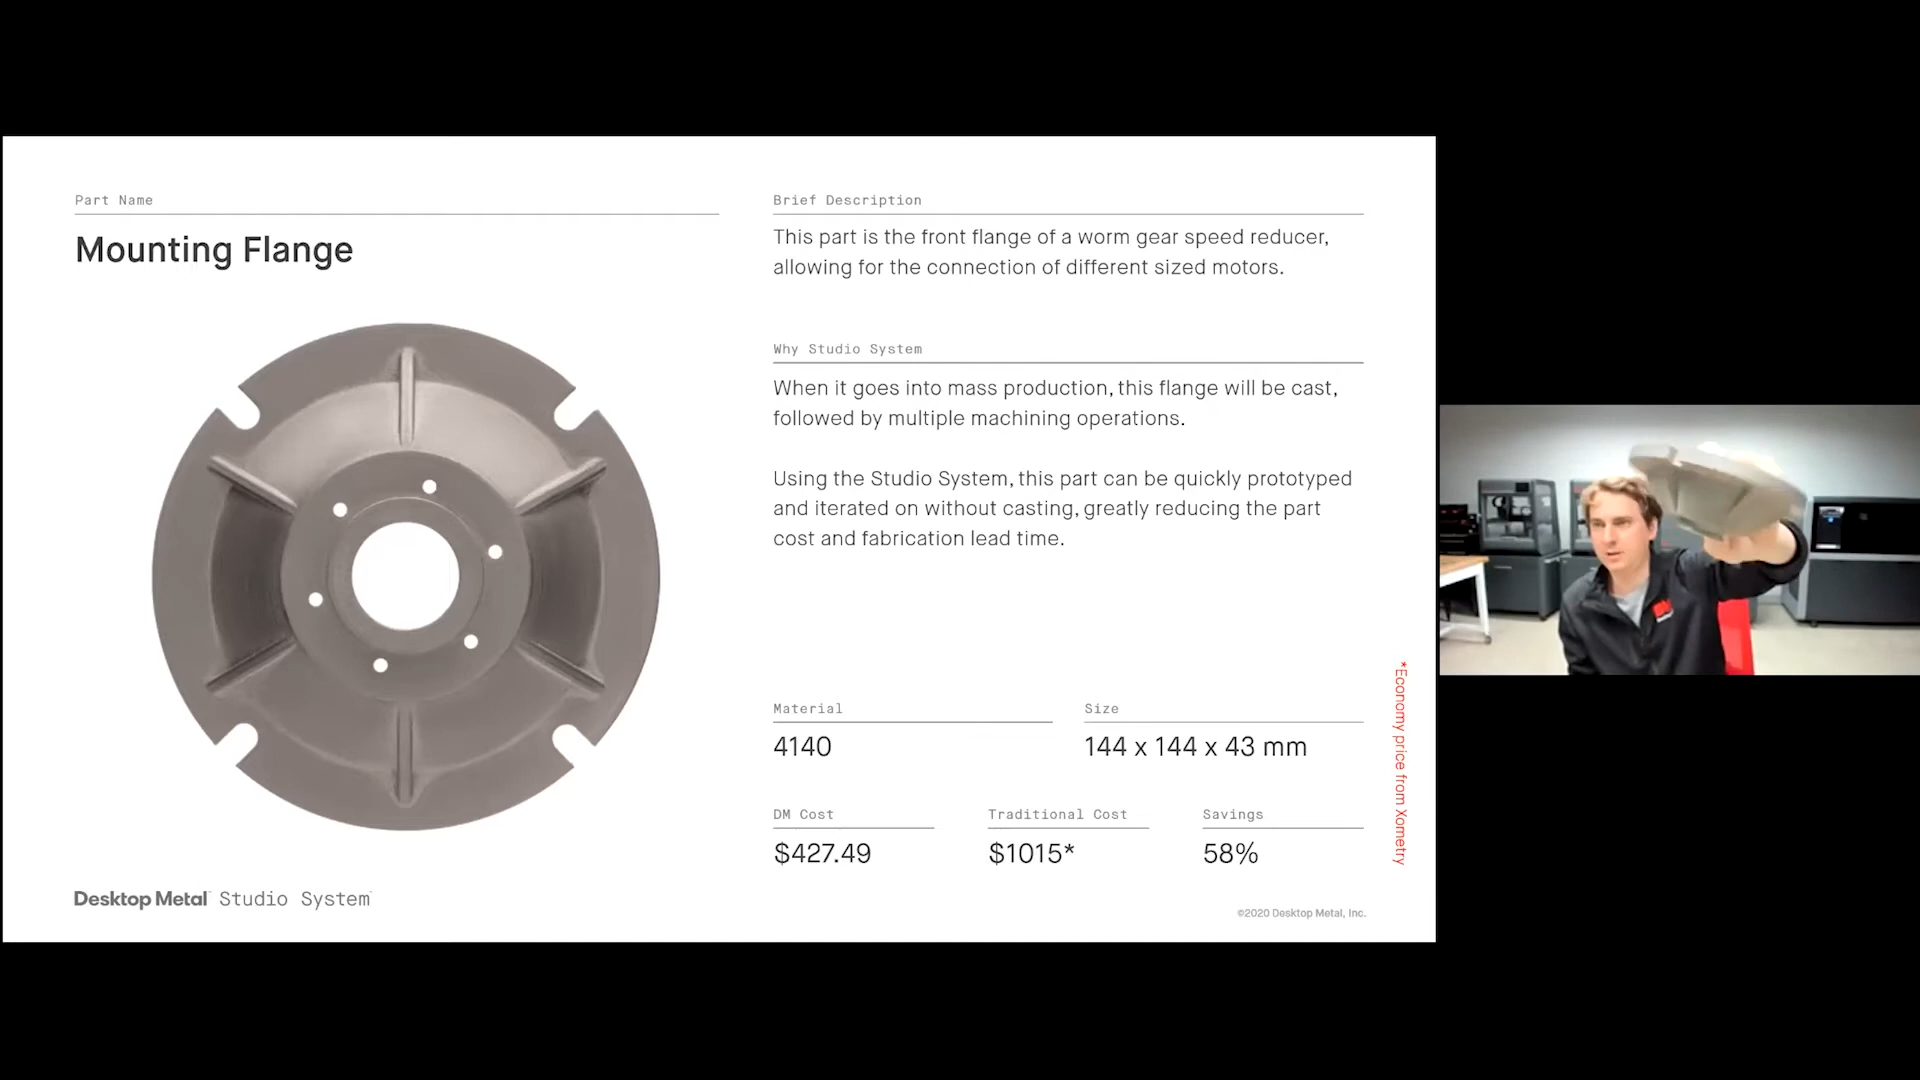 Part Name
Mounting Flange
Brief Description
This part is the front flange of a worm gear speed reducer,
allowing for the connection of different sized motors.
Why Studio System
When it goes into mass production, this flange will be cast,
followed by multiple machining operations.
Using the Studio System, this part can be quickly prototyped
and iterated on without casting, greatly reducing the part
cost and fabrication lead time.
Material
4140
Size
144 x 144 x 43 mm
DM Cost
$427.49
Traditional Cost
$1015*
Savings
58%
*Economy price from Xometry
Desktop Metal Studio System
©2020 Desktop Metal, Inc.